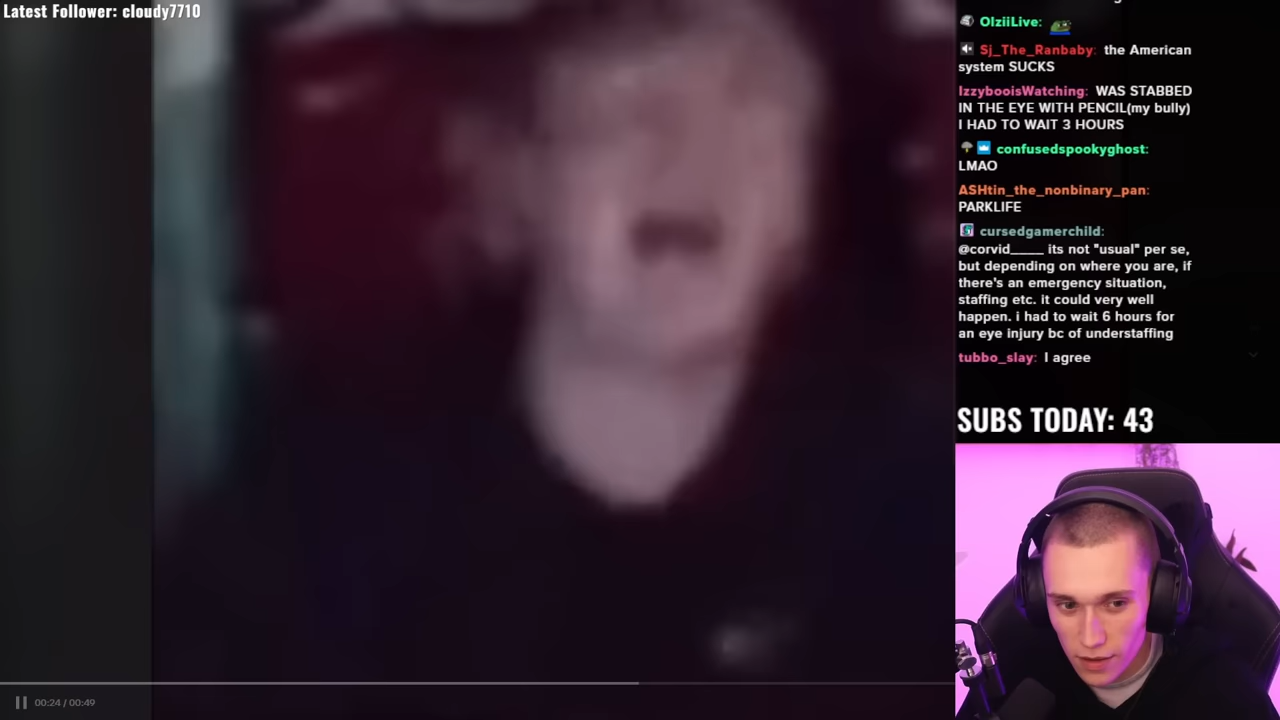 Latest Follower: cloudy7710
OlziiLive:
Sj_The_Ranbaby: the American
system SUCKS
IzzybooisWatching: WAS STABBED
IN THE EYE WITH PENCIL(my bully)
I HAD TO WAIT 3 HOURS
confusedspookyghost:
LMAO
ASHtin_the_nonbinary_pan:
PARKLIFE
cursedgamerchild:
@corvid____ its not "usual" per se,
but depending on where you are, if
there's an emergency situation,
staffing etc. it could very well
happen. i had to wait 6 hours for
an eye injury bc of understaffing
tubbo_slay: I agree
SUBS TODAY: 43
00:24 / 00:49